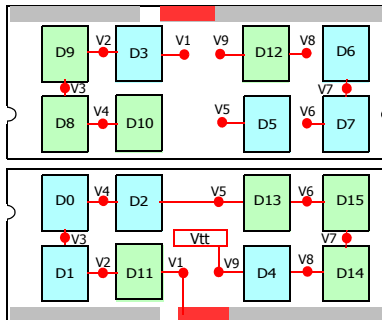 V2 V1 V9 V8
D9 D3 D12 D6
V3 V7
V4 V5 V6
D8 D10 D5 D7
D0 V4 D2 V5 D13 V6 D15
V3 Vtt V7
V2 V1 V9 V8
D1 D11 D4 D14